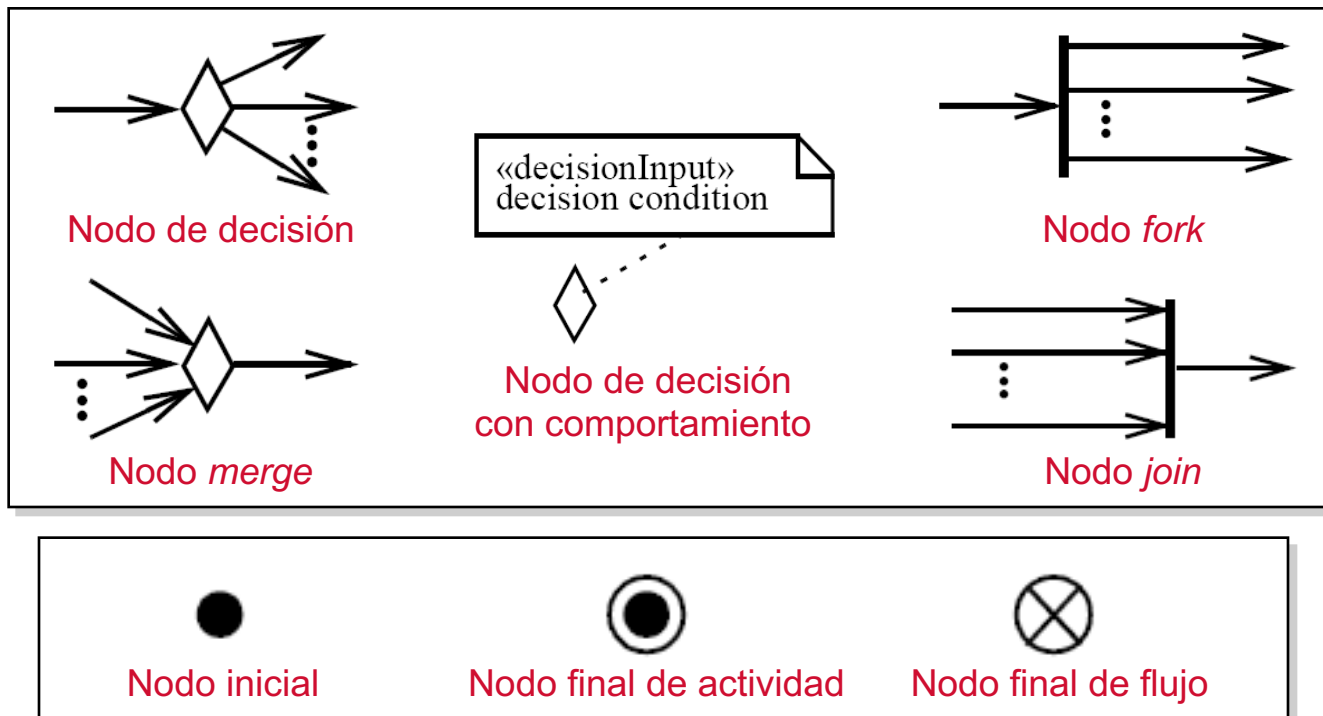 «decisionInput»
decision condition
Nodo de decisión
Nodo fork
Nodo de decisión
con comportamiento
Nodo merge
Nodo join
Nodo inicial
Nodo final de actividad
Nodo final de flujo